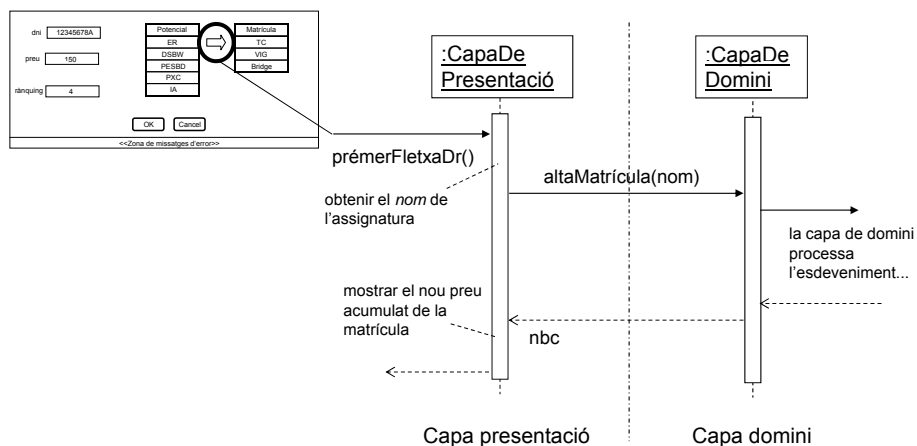 dni 12345678A
preu 150
rànquing 4
Potencial
ER
DSBW
PESBD
PXC
IA
Matrícula
TC
VIG
Bridge
OK Cancel
<<Zona de missatges d'error>>
:CapaDe
Presentació
:CapaDe
Domini
prémerFletxaDr()
obtenir el nom de
l'assignatura
altaMatrícula(nom)
la capa de domini
processa
l'esdeveniment...
mostrar el nou preu
acumulat de la
matrícula
nbc
Capa presentació
Capa domini